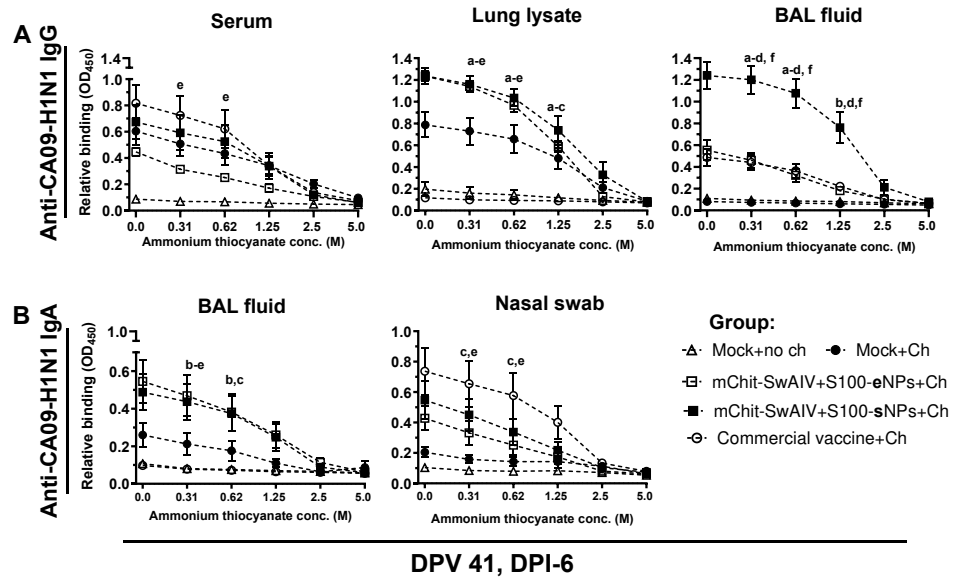 A
Anti-CA09-H1N1 IgG
Serum
Relative binding (OD450)
1.4
1.2
1.0
0.8
0.6
0.4
0.2
0.0
e
e
0.0 0.31 0.62 1.25 2.5 5.0
Ammonium thiocyanate conc. (M)
Lung lysate
1.4
1.2
1.0
0.8
0.6
0.4
0.2
0.0
a-e
a-e
a-c
0.0 0.31 0.62 1.25 2.5 5.0
Ammonium thiocyanate conc. (M)
BAL fluid
1.4
1.2
1.0
0.8
0.6
0.4
0.2
0.0
a-d, f
a-d, f
b,d,f
0.0 0.31 0.62 1.25 2.5 5.0
Ammonium thiocyanate conc. (M)
B
Anti-CA09-H1N1 IgA
BAL fluid
Relative binding (OD450)
1.0
0.6
0.4
0.2
0.0
b-e
b,c
0.0 0.31 0.62 1.25 2.5 5.0
Ammonium thiocyanate conc. (M)
Nasal swab
1.0
0.8
0.6
0.4
0.2
0.0
c,e
c,e
0.0 0.31 0.62 1.25 2.5 5.0
Ammonium thiocyanate conc. (M)
Group:
Mock+no ch Mock+Ch
mChit-SwAIV+S100-eNPs+Ch
mChit-SwAIV+S100-sNPs+Ch
Commercial vaccine+Ch
DPV 41, DPI-6